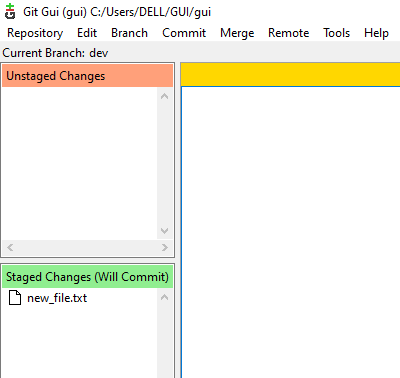 Git Gui (gui) C:/Users/DELL/GUI/gui
Repository Edit Branch Commit Merge Remote Tools Help
Current Branch: dev
Unstaged Changes
Staged Changes (Will Commit)
new_file.txt